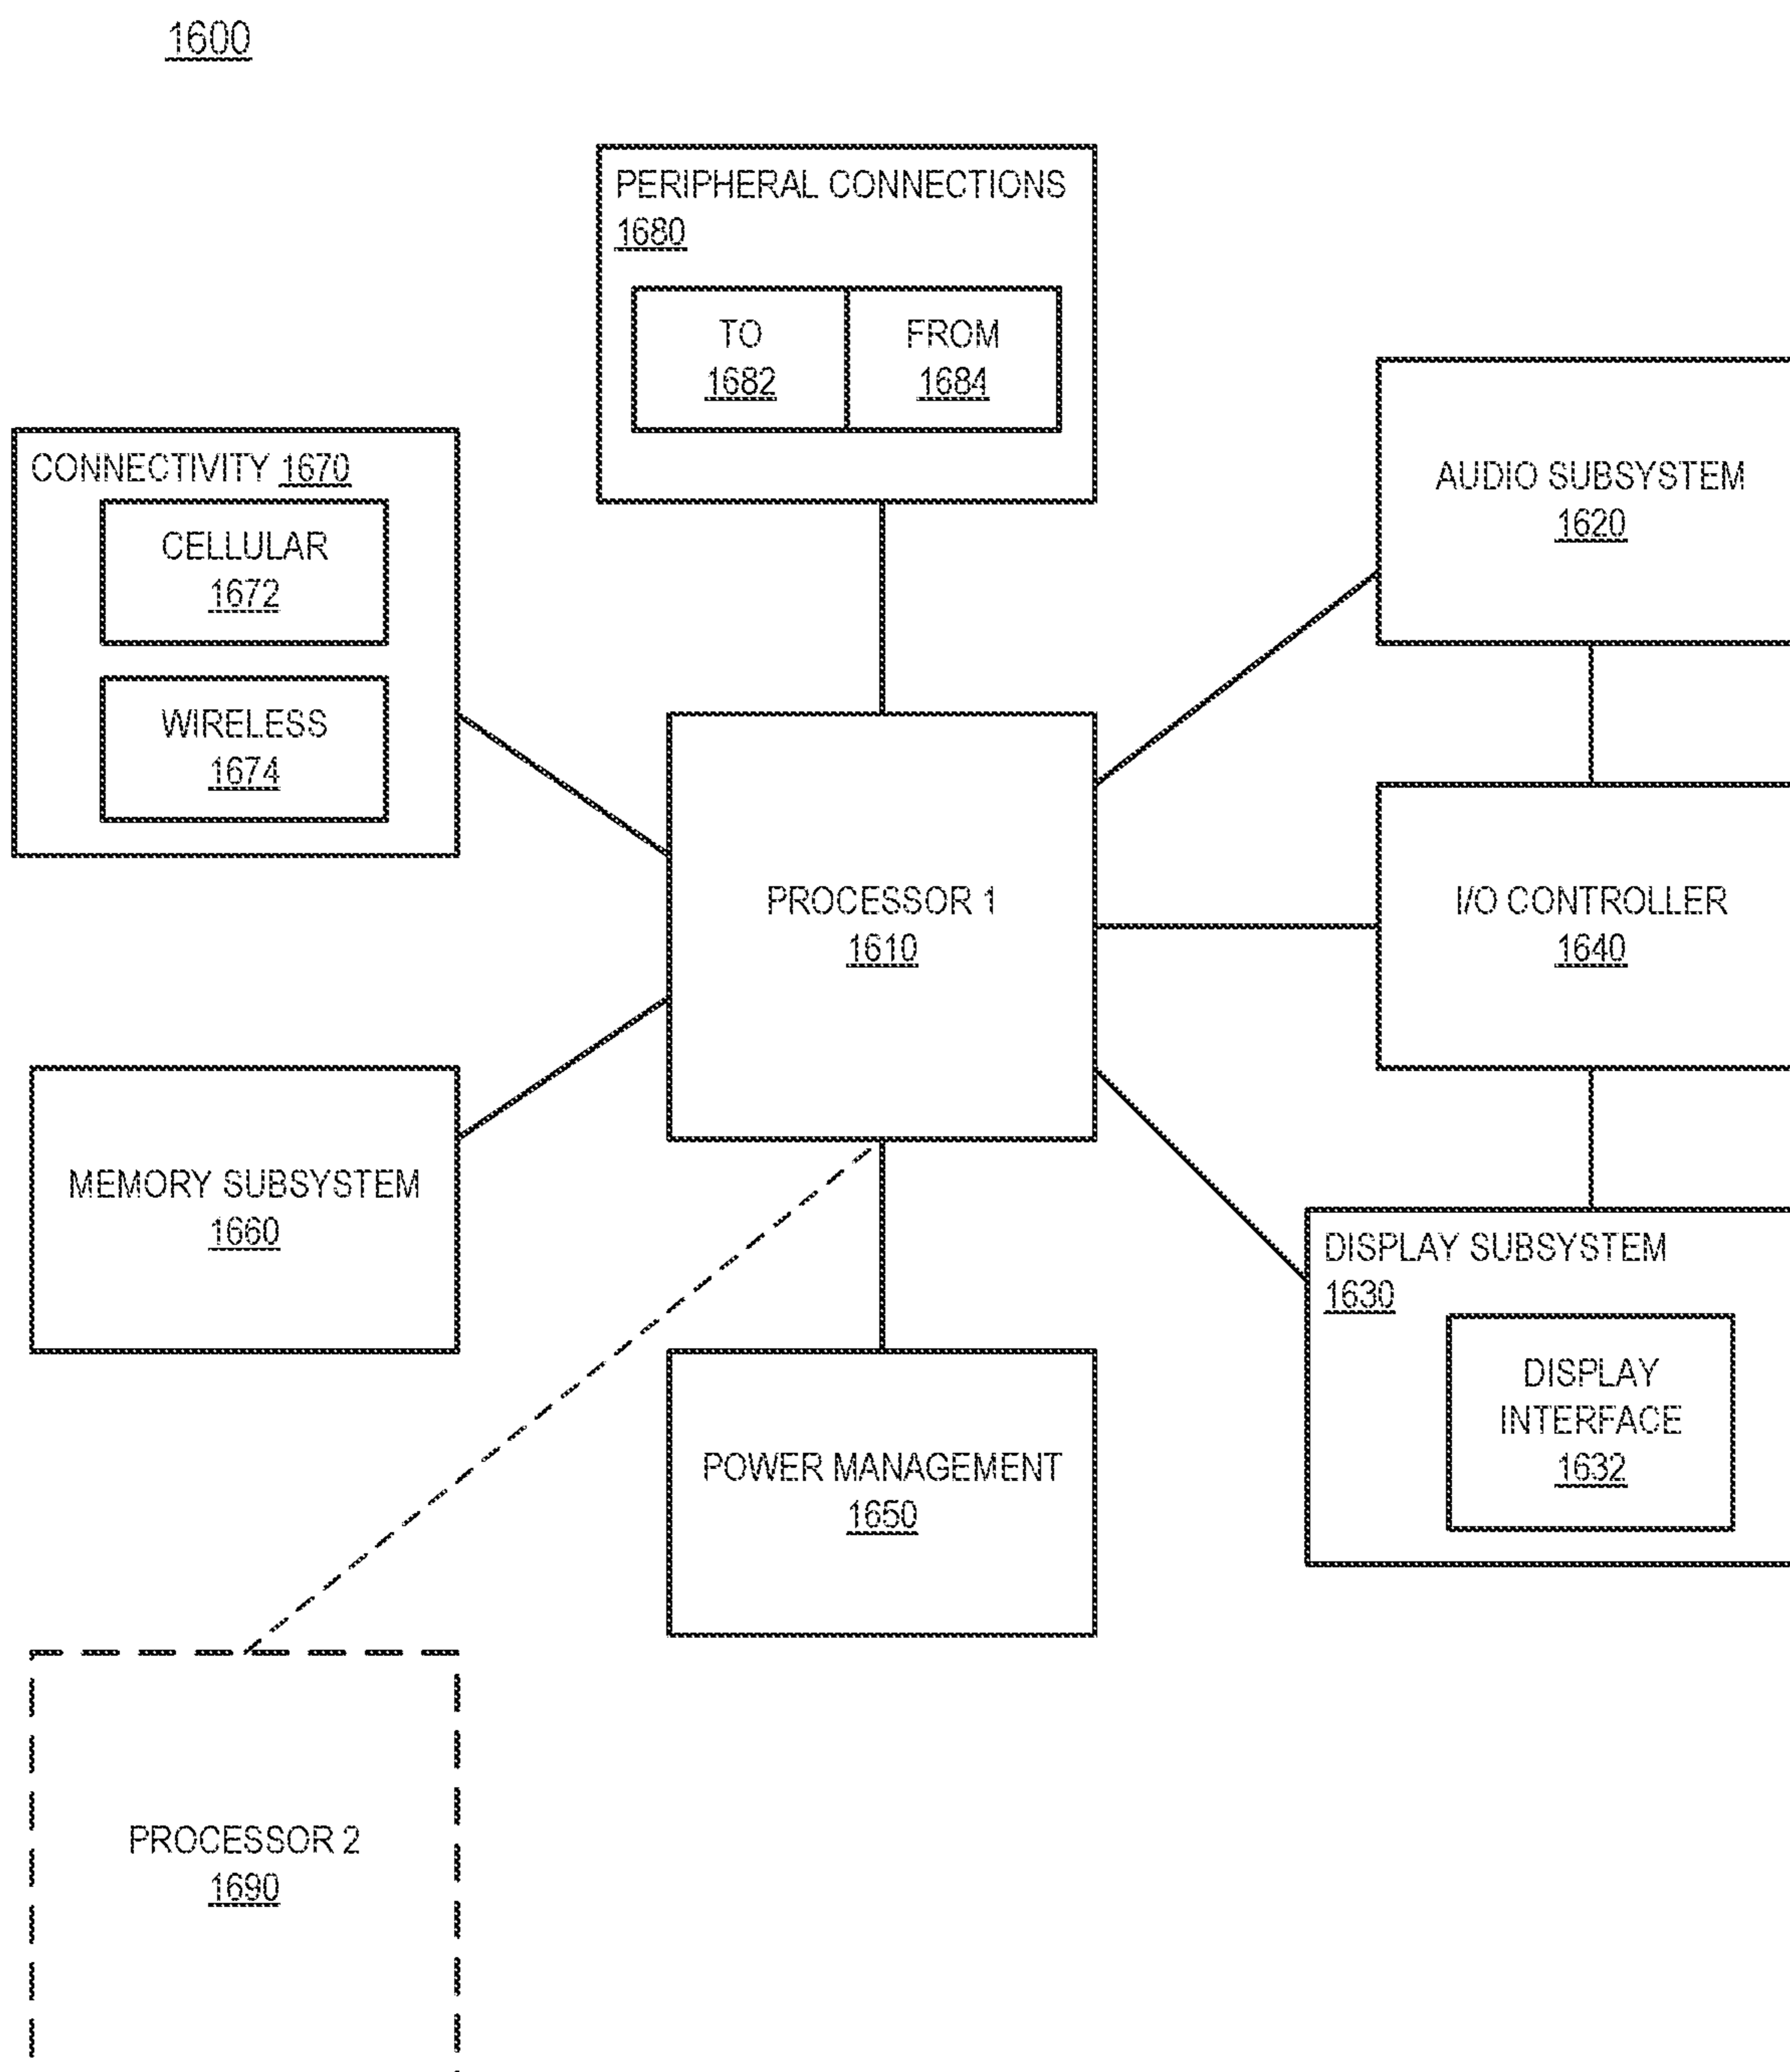 1600
PERIPHERAL CONNECTIONS
1680
TO
1682
FROM
1684
CONNECTIVITY 1670
CELLULAR
1672
WIRELESS
1674
AUDIO SUBSYSTEM
1620
PROCESSOR 1
1610
I/O CONTROLLER
1640
MEMORY SUBSYSTEM
1660
DISPLAY SUBSYSTEM
1630
DISPLAY
INTERFACE
1632
POWER MANAGEMENT
1650
PROCESSOR 2
1690